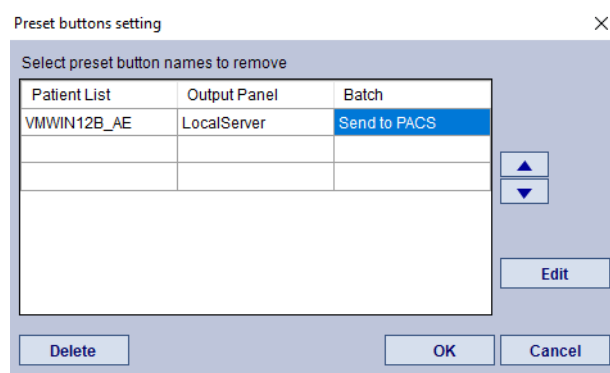 Preset buttons setting
Select preset button names to remove
Patient List Output Panel Batch
VMWIN12B_AE LocalServer Send to PACS
Edit
Delete OK Cancel